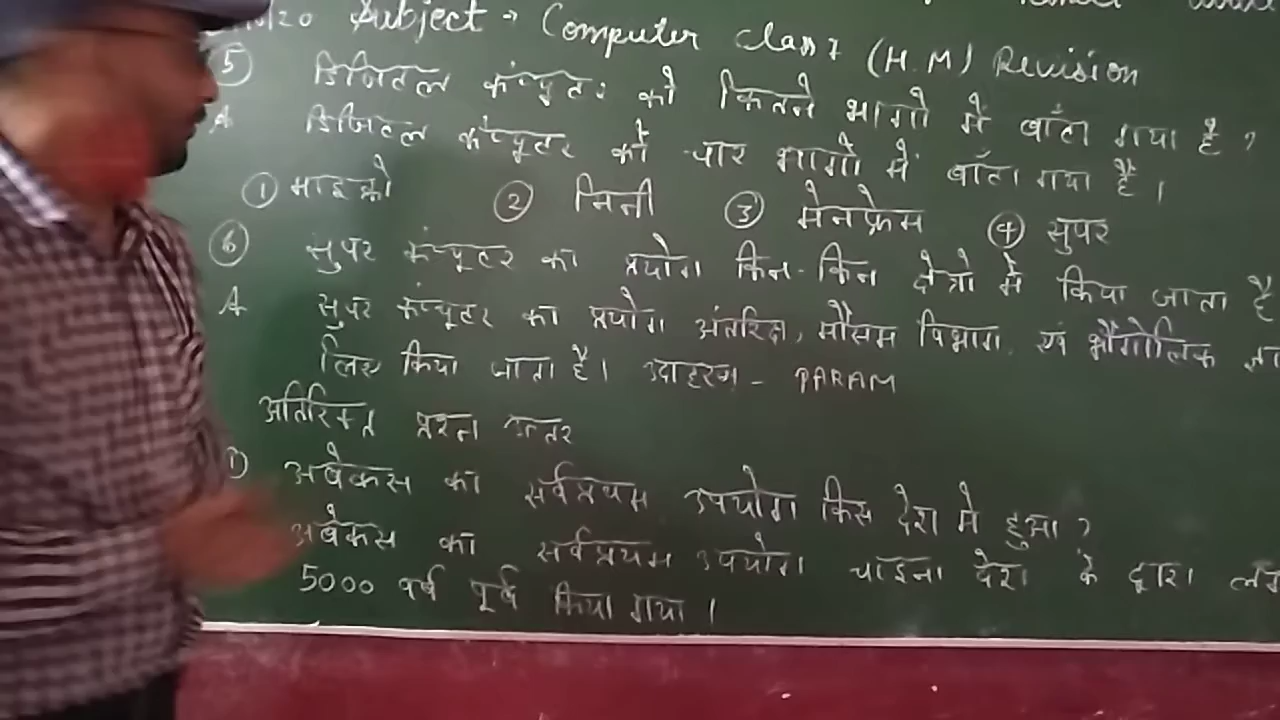 20 Subject → Computer Class 7 (H.M) Revision
⑤ डिजिटल कंप्यूटर को कितने भागो में बाँटा गया है ?
A डिजिटल कंप्यूटर को चार भागो में बाँटा गया है ।
① माइक्रो ② मिनी ③ मेनफ्रेम ④ सुपर
⑥ सुपर कंप्यूटर का प्रयोग किन-किन क्षेत्रो में किया जाता है
A सुपर कंप्यूटर का प्रयोग अंतरिक्ष, मौसम विभाग, एवं भौगोलिक
लिए किया जाता है। उदाहरण - PARAM
अतिरिक्त प्रश्न उत्तर
① अबेकस का सर्वप्रथम उपयोग किस देश मे हुआ ?
अबेकस का सर्वप्रथम उपयोग चाइना देश के द्वारा
5000 वर्ष पूर्व किया गया ।